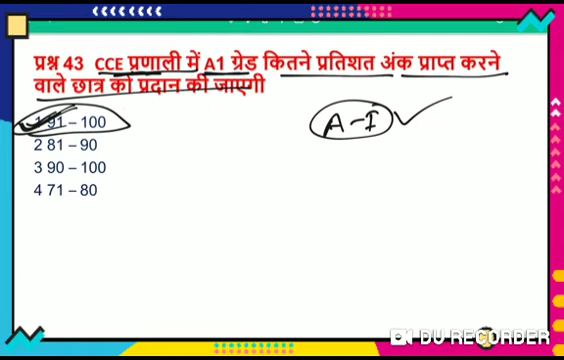 प्रश्न 43 CCE प्रणाली में A1 ग्रेड कितने प्रतिशत अंक प्राप्त करने
वाले छात्र को प्रदान की जाएगी
1 91 – 100
A-I
2 81 – 90
3 90 – 100
4 71 – 80
DU RECORDER